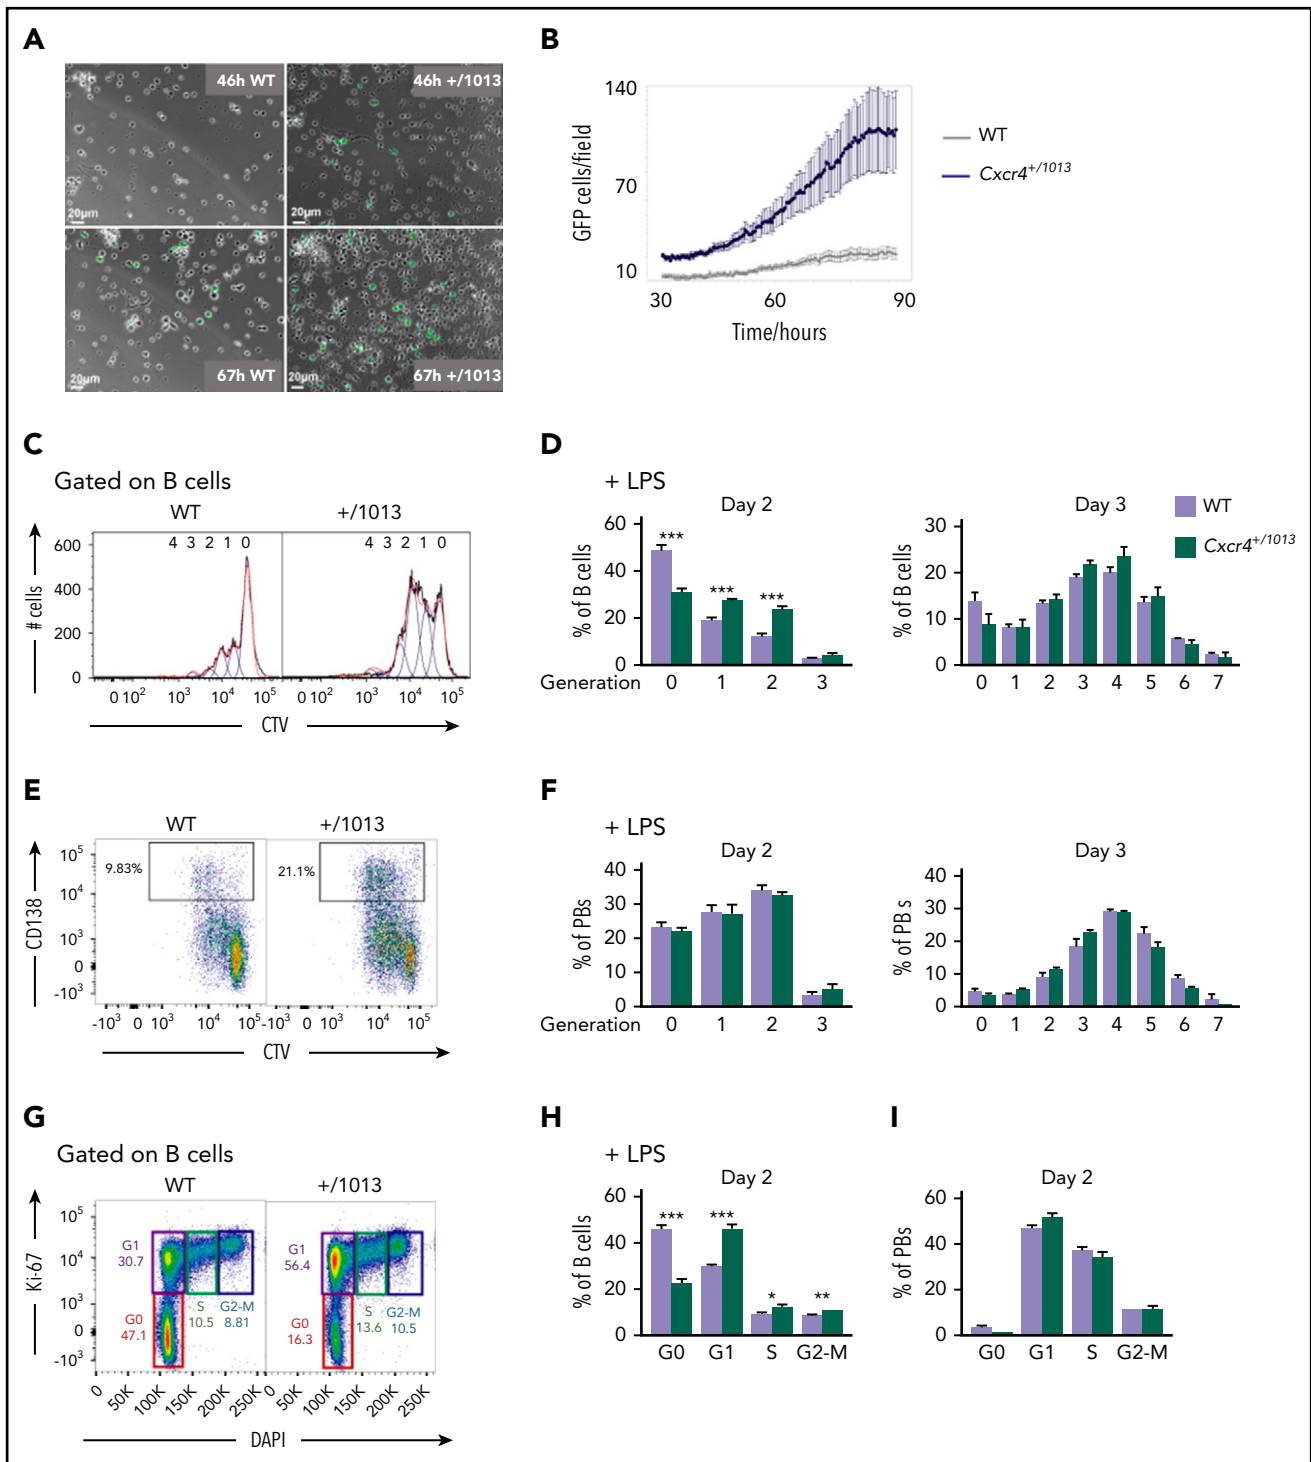 A
46h WT
46h +/1013
20μm
20μm
67h WT
67h +/1013
20μm
20μm
B
140
70
10
GFP cells/field
30 60 90
Time/hours
WT
Cxcr4+/1013
C
Gated on B cells
WT +/1013
4 3 2 1 0 4 3 2 1 0
600
400
200
0
# cells
0 10² 10³ 10⁴ 10⁵ 0 10² 10³ 10⁴ 10⁵
CTV
D
+ LPS
Day 2
60
40
20
0
% of B cells
*** *** ***
Generation 0 1 2 3
Day 3
30
20
10
0
% of B cells
0 1 2 3 4 5 6 7
WT
Cxcr4+/1013
E
WT +/1013
10⁵
10⁴
10³
0
-10³
CD138
9.83% 21.1%
-10³ 0 10³ 10⁴ 10⁵ -10³ 0 10³ 10⁴ 10⁵
CTV
F
+ LPS
Day 2
40
30
20
10
0
% of PBs
Generation 0 1 2 3
Day 3
40
30
20
10
0
% of PBs
0 1 2 3 4 5 6 7
G
Gated on B cells
WT +/1013
10⁵
10⁴
10³
0
-10³
Ki-67
G1
30.7
G0
47.1
S
10.5
G2-M
8.81
G1
56.4
G0
16.3
S
13.6
G2-M
10.5
0 50K 100K 150K 200K 250K 0 50K 100K 150K 200K 250K
DAPI
H
+ LPS
Day 2
60
40
20
0
% of B cells
*** *** * **
G0 G1 S G2-M
I
Day 2
60
40
20
0
% of PBs
G0 G1 S G2-M